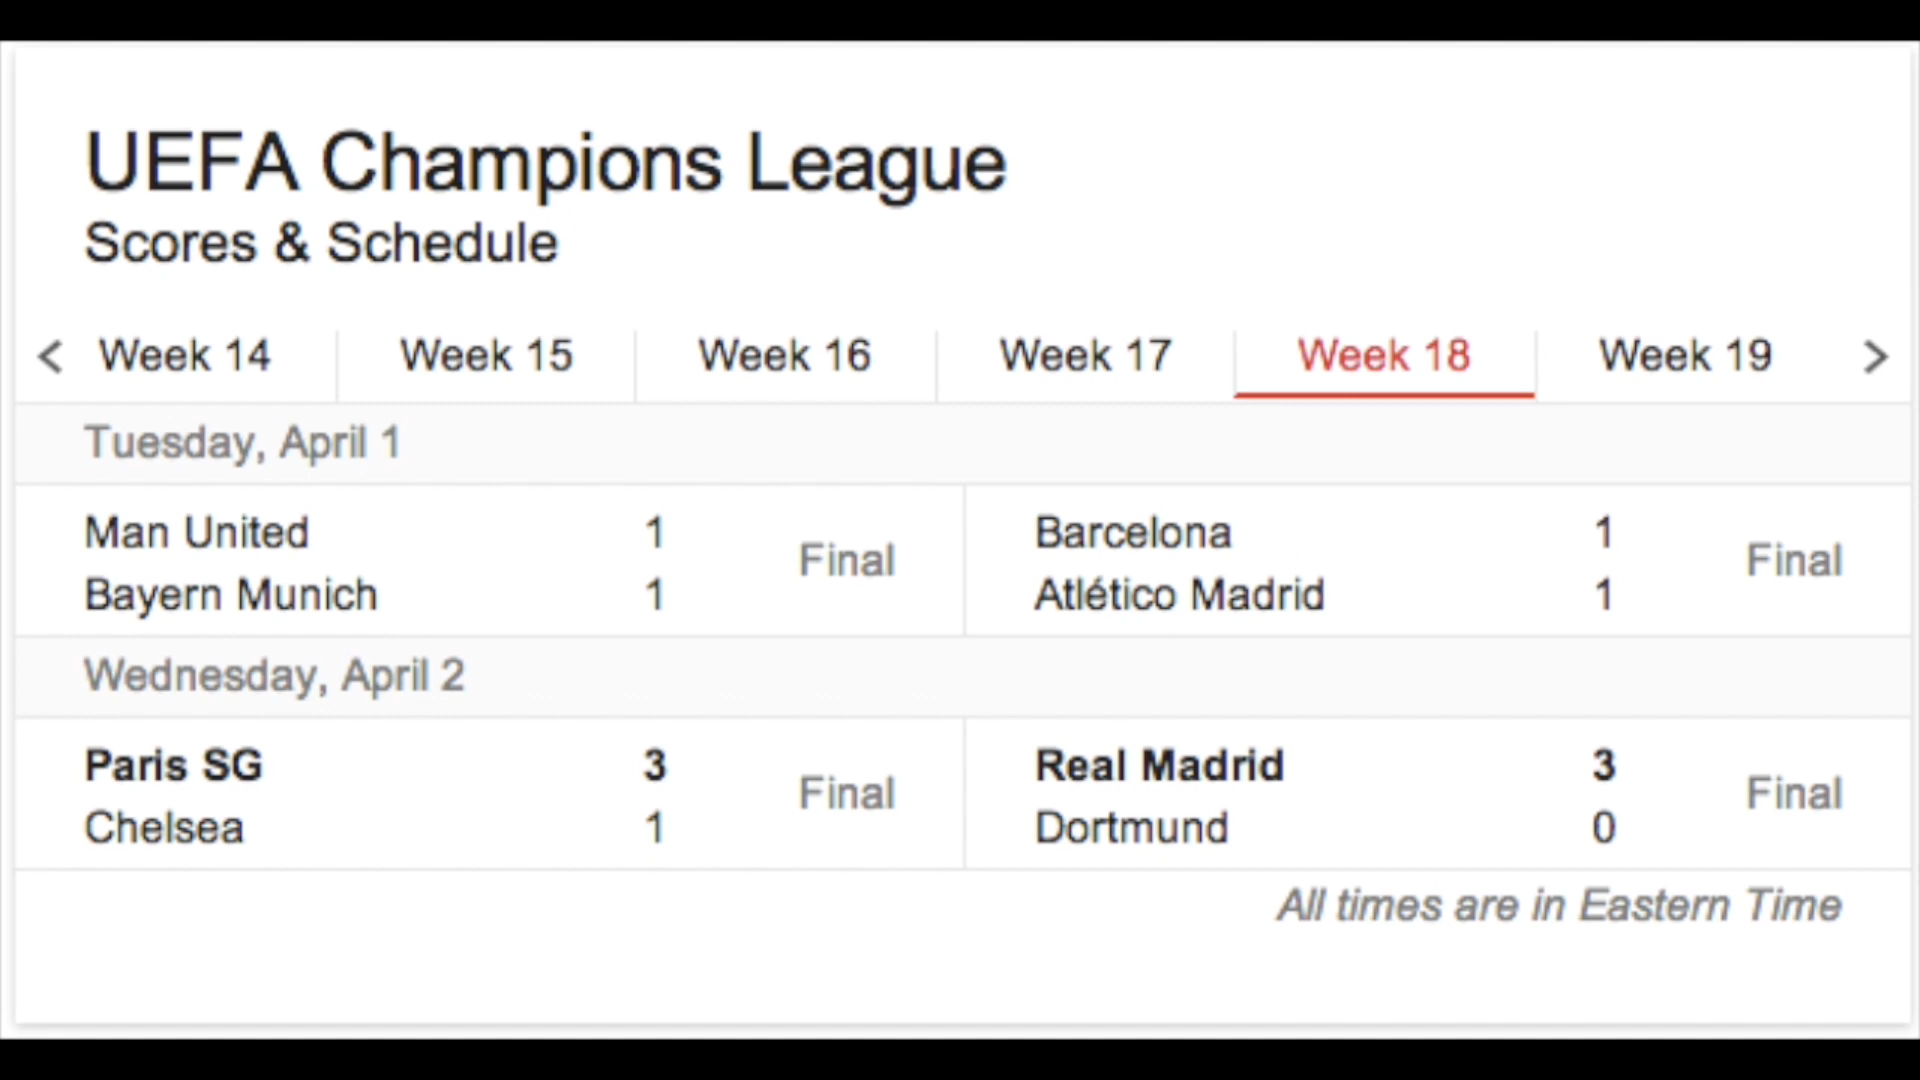 UEFA Champions League
Scores & Schedule
< Week 14 Week 15 Week 16 Week 17 Week 18 Week 19 >
Tuesday, April 1
Man United 1
Bayern Munich 1
Final
Barcelona 1
Atlético Madrid 1
Final
Wednesday, April 2
Paris SG 3
Chelsea 1
Final
Real Madrid 3
Dortmund 0
Final
All times are in Eastern Time